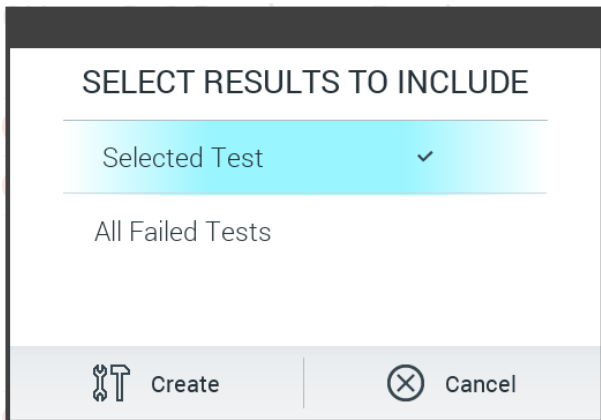 SELECT RESULTS TO INCLUDE
Selected Test
All Failed Tests
Create Cancel